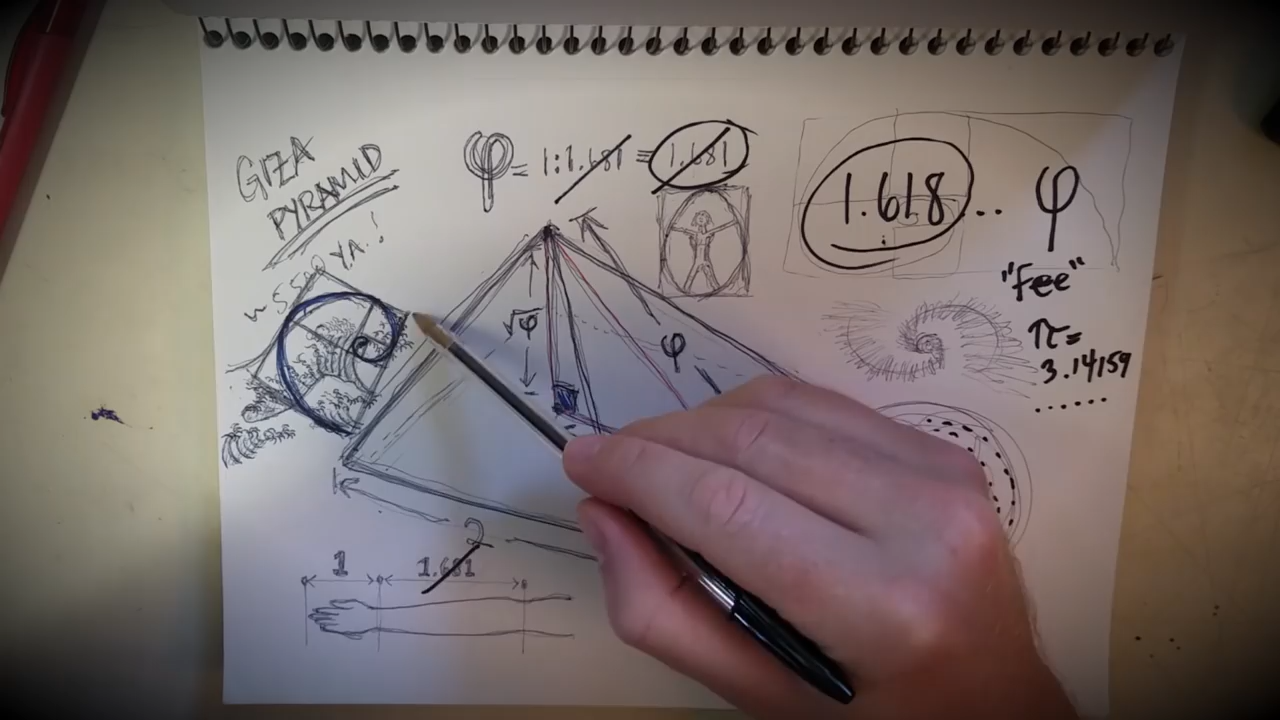 GIZA
PYRAMID
YA!
φ = 1:1.681 = 1.681
1.618... φ
"fee"
π =
3.14159
......
√φ
φ
2
1
1.681